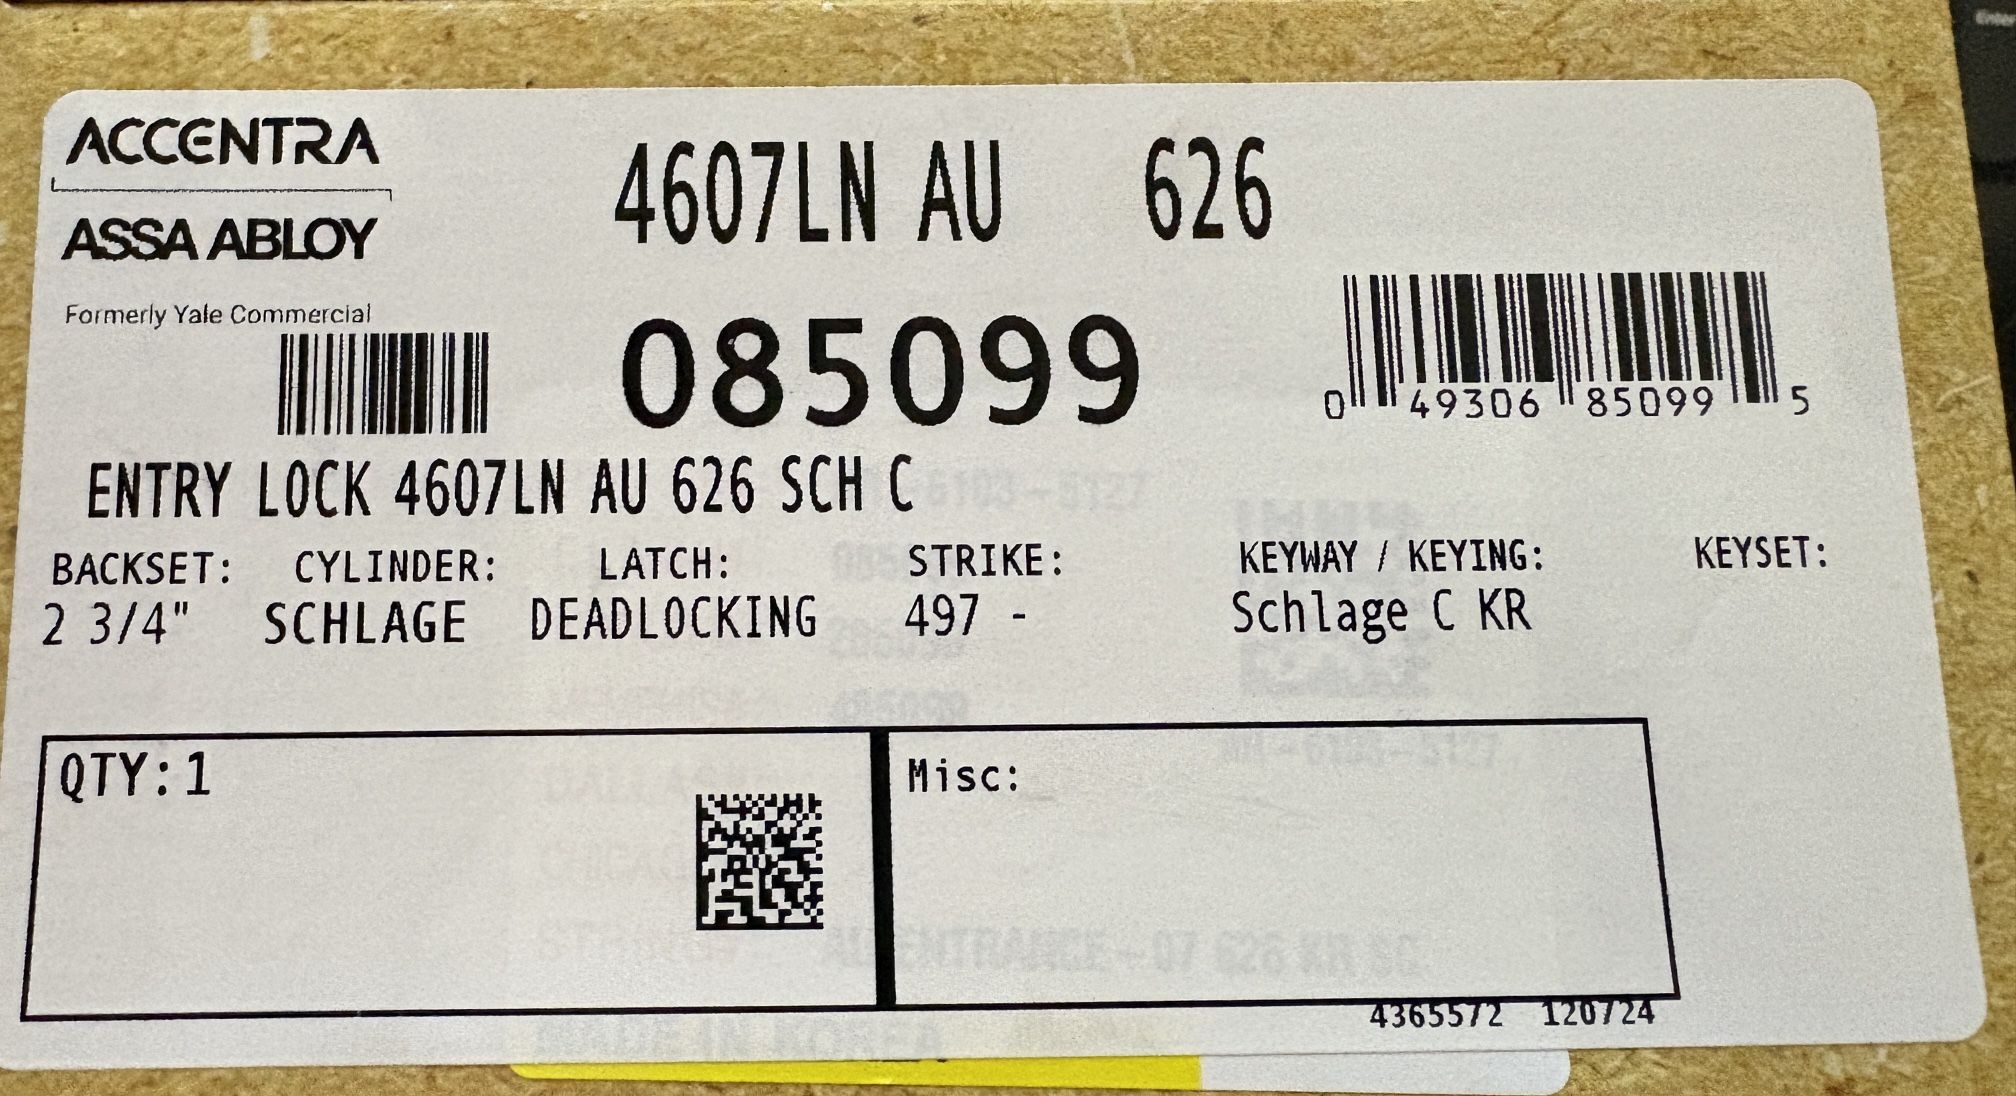 ACCENTRA
ASSA ABLOY
Formerly Yale Commercial
4607LN AU 626
085099
0 49306 85099 5
ENTRY LOCK 4607LN AU 626 SCH C
BACKSET: CYLINDER: LATCH: STRIKE: KEYWAY / KEYING: KEYSET:
2 3/4" SCHLAGE DEADLOCKING 497 - Schlage C KR
QTY:1
Misc:
4365572 120724